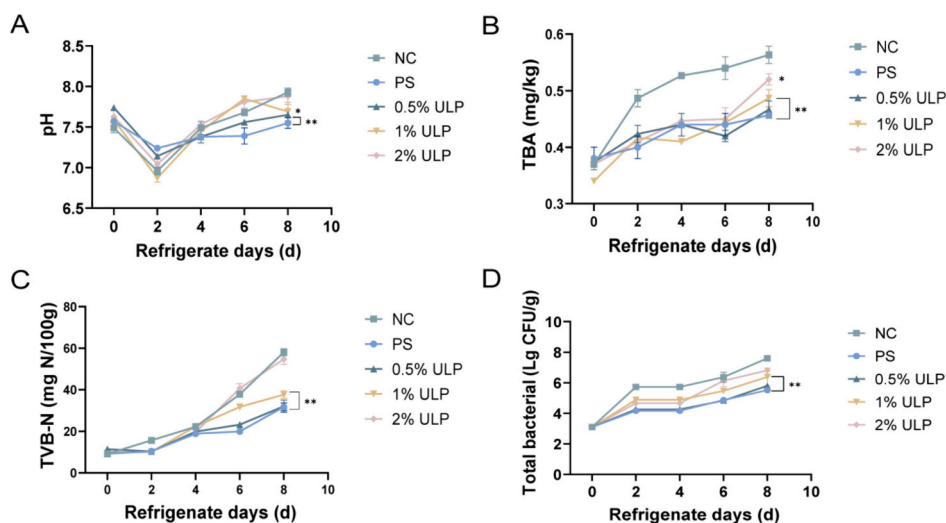 A
pH
8.5
8.0
7.5
7.0
6.5
0 2 4 6 8 10
Refrigerate days (d)
*
**
NC
PS
0.5% ULP
1% ULP
2% ULP
B
TBA (mg/kg)
0.6
0.5
0.4
0.3
0 2 4 6 8 10
Refrigenate days (d)
*
**
NC
PS
0.5% ULP
1% ULP
2% ULP
C
TVB-N (mg N/100g)
80
60
40
20
0
0 2 4 6 8 10
Refrigenate days (d)
**
NC
PS
0.5% ULP
1% ULP
2% ULP
D
Total bacterial (Lg CFU/g)
10
8
6
4
2
0
0 2 4 6 8 10
Refrigenate days (d)
**
NC
PS
0.5% ULP
1% ULP
2% ULP